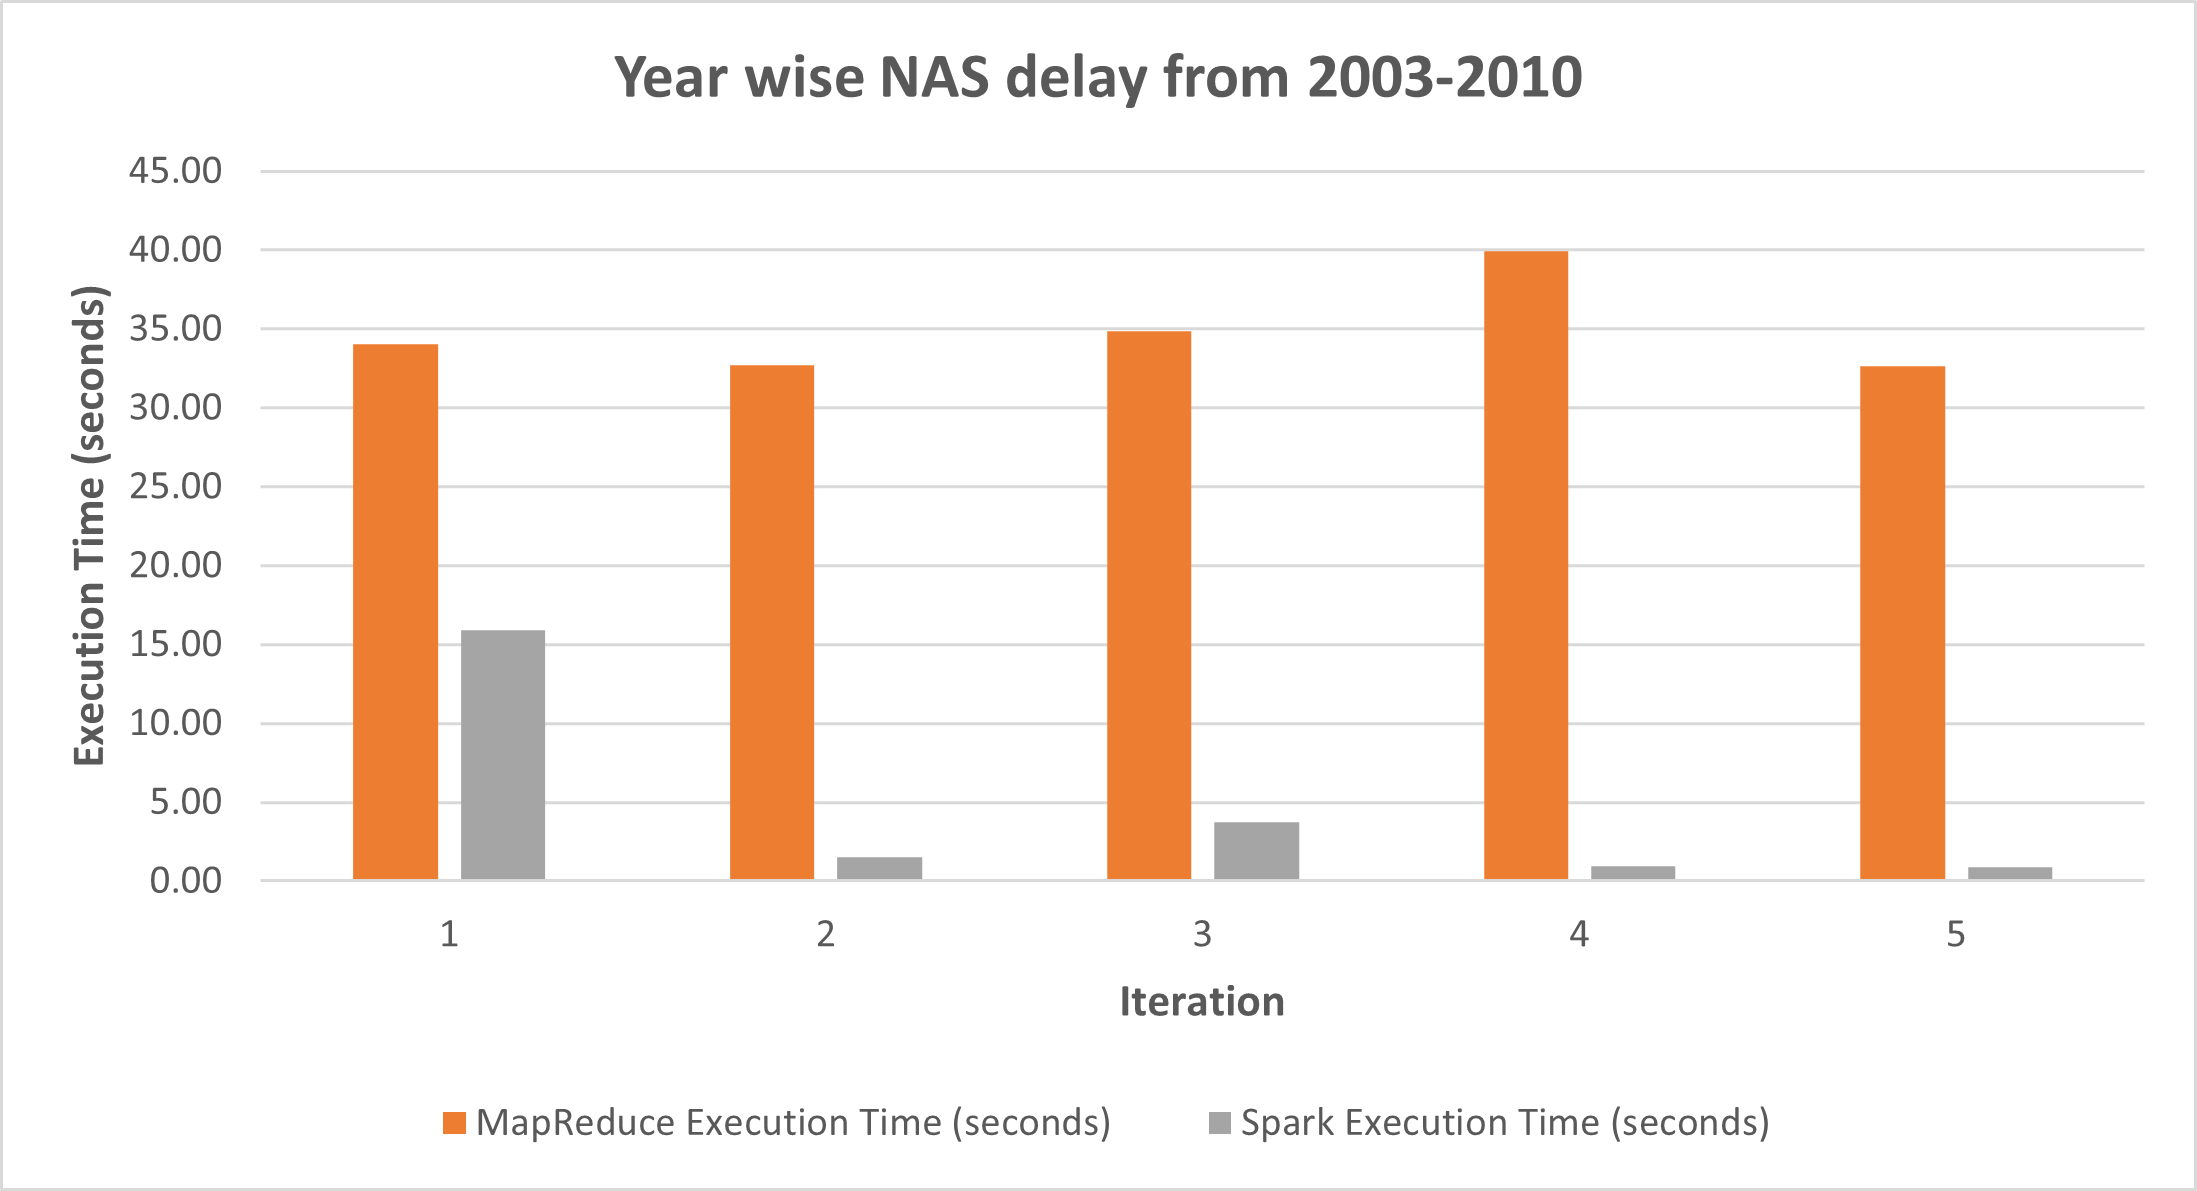 Year wise NAS delay from 2003-2010
Execution Time (seconds)
45.00
40.00
35.00
30.00
25.00
20.00
15.00
10.00
5.00
0.00
1 2 3 4 5
Iteration
MapReduce Execution Time (seconds) Spark Execution Time (seconds)